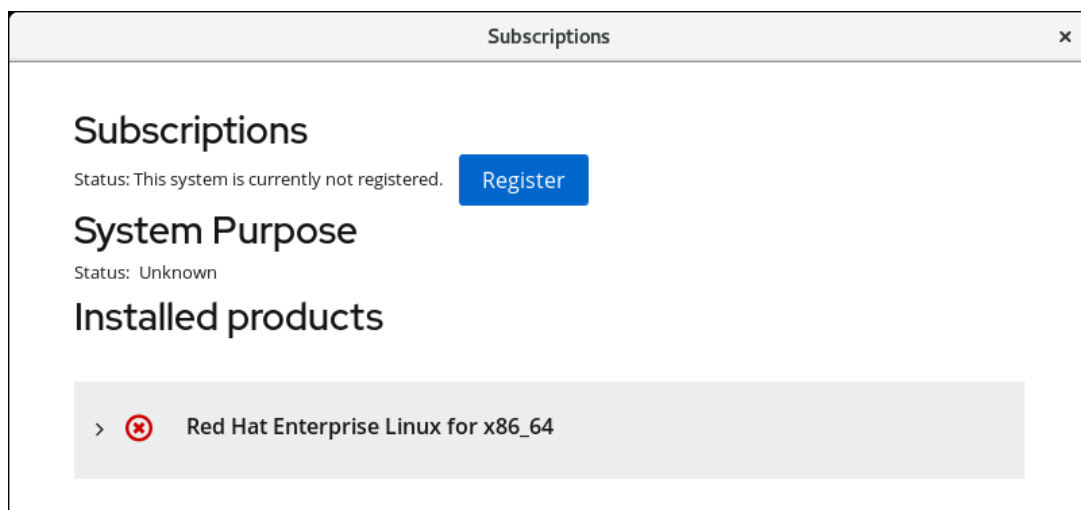 Subscriptions
Subscriptions
Status: This system is currently not registered. Register
System Purpose
Status: Unknown
Installed products
Red Hat Enterprise Linux for x86_64